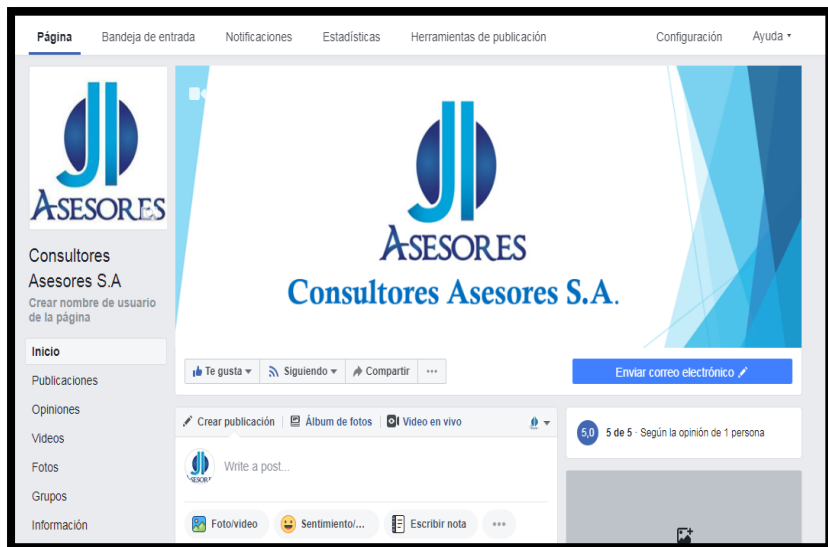 Página Bandeja de entrada Notificaciones Estadísticas Herramientas de publicación Configuración Ayuda
JI
ASESORES
Consultores
Asesores S.A
Crear nombre de usuario
de la página
Inicio
Publicaciones
Opiniones
Videos
Fotos
Grupos
Información
JI
ASESORES
Consultores Asesores S.A.
Te gusta Siguiendo Compartir ···
Enviar correo electrónico
Crear publicación Álbum de fotos Video en vivo
Write a post...
Foto/video Sentimiento/... Escribir nota ···
5,0 5 de 5 · Según la opinión de 1 persona